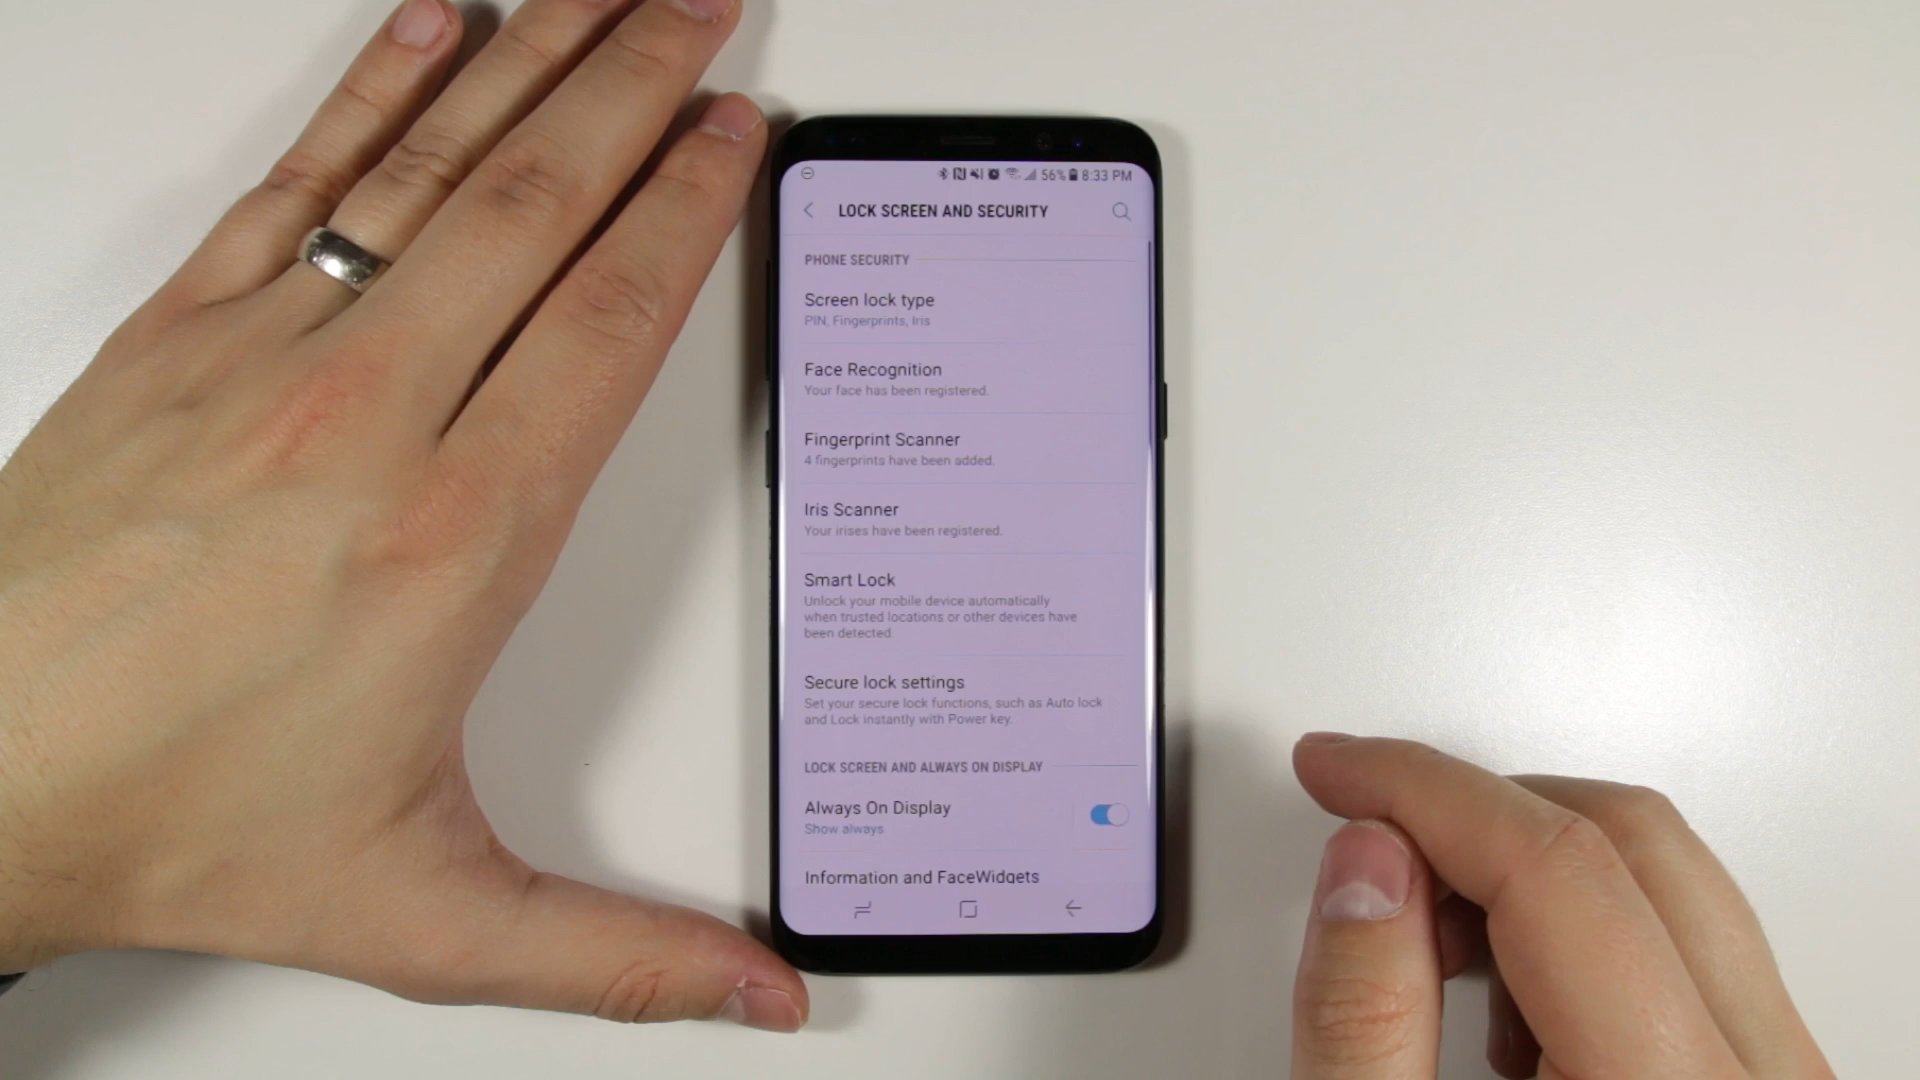 56% 8:33 PM
LOCK SCREEN AND SECURITY
PHONE SECURITY
Screen lock type
PIN, Fingerprints, Iris
Face Recognition
Your face has been registered.
Fingerprint Scanner
4 fingerprints have been added.
Iris Scanner
Your irises have been registered.
Smart Lock
Unlock your mobile device automatically
when trusted locations or other devices have
been detected.
Secure lock settings
Set your secure lock functions, such as Auto lock
and Lock instantly with Power key.
LOCK SCREEN AND ALWAYS ON DISPLAY
Always On Display
Show always
Information and FaceWidgets